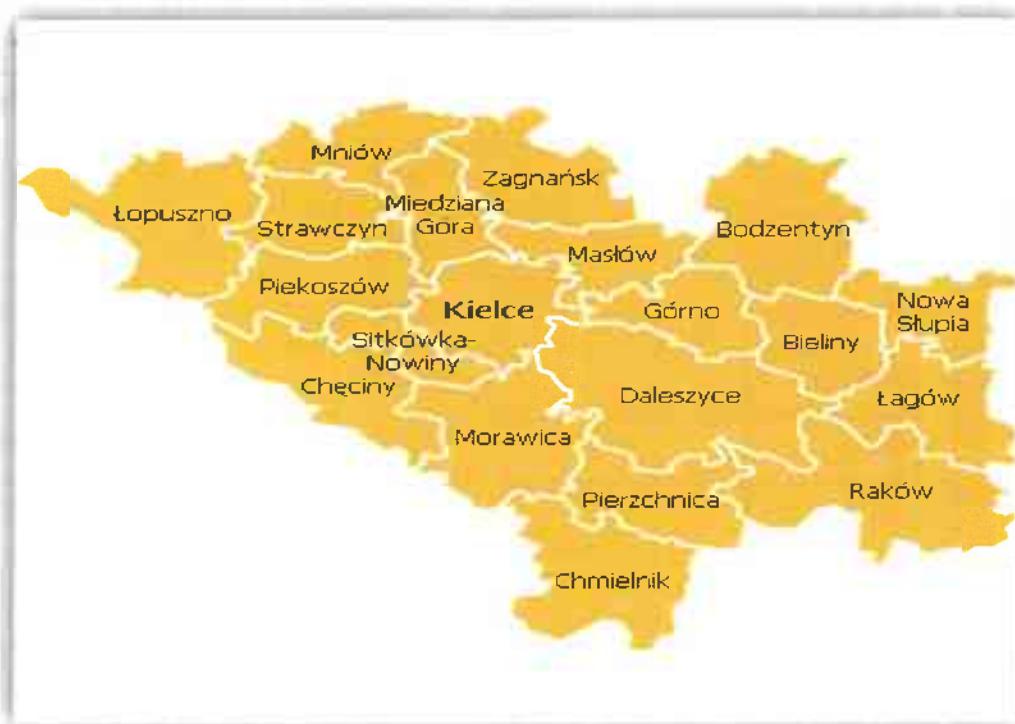 Mniów
Zagnańsk
Łopuszno
Strawczyn
Miedziana
Góra
Bodzentyn
Masłów
Piekoszów
Kielce
Górno
Nowa
Słupia
Sitkówka-
Nowiny
Bieliny
Chęciny
Daleszyce
Łagów
Morawica
Pierzchnica
Raków
Chmielnik